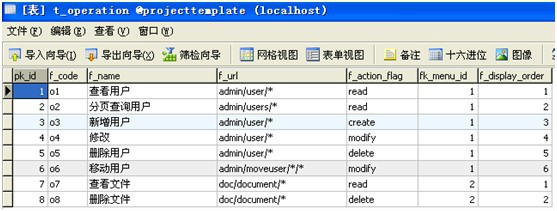 [表] t_operation @projecttemplate (localhost)
文件(F) 编辑(E) 查看(V) 窗口(W)
导入向导(I) 导出向导(X) 筛检向导 网格视图 表单视图 备注 十六进位 图像
pk_id f_code f_name f_url f_action_flag fk_menu_id f_display_order
1 o1 查看用户 admin/user/* read 1 1
2 o2 分页查询用户 admin/users/* read 1 2
3 o3 新增用户 admin/user/* create 1 3
4 o4 修改 admin/user/* modify 1 4
5 o5 删除用户 admin/user/* delete 1 5
6 o6 移动用户 admin/moveuser/*/* modify 1 6
7 o7 查看文件 doc/document/* read 2 1
8 o8 删除文件 doc/document/* delete 2 2